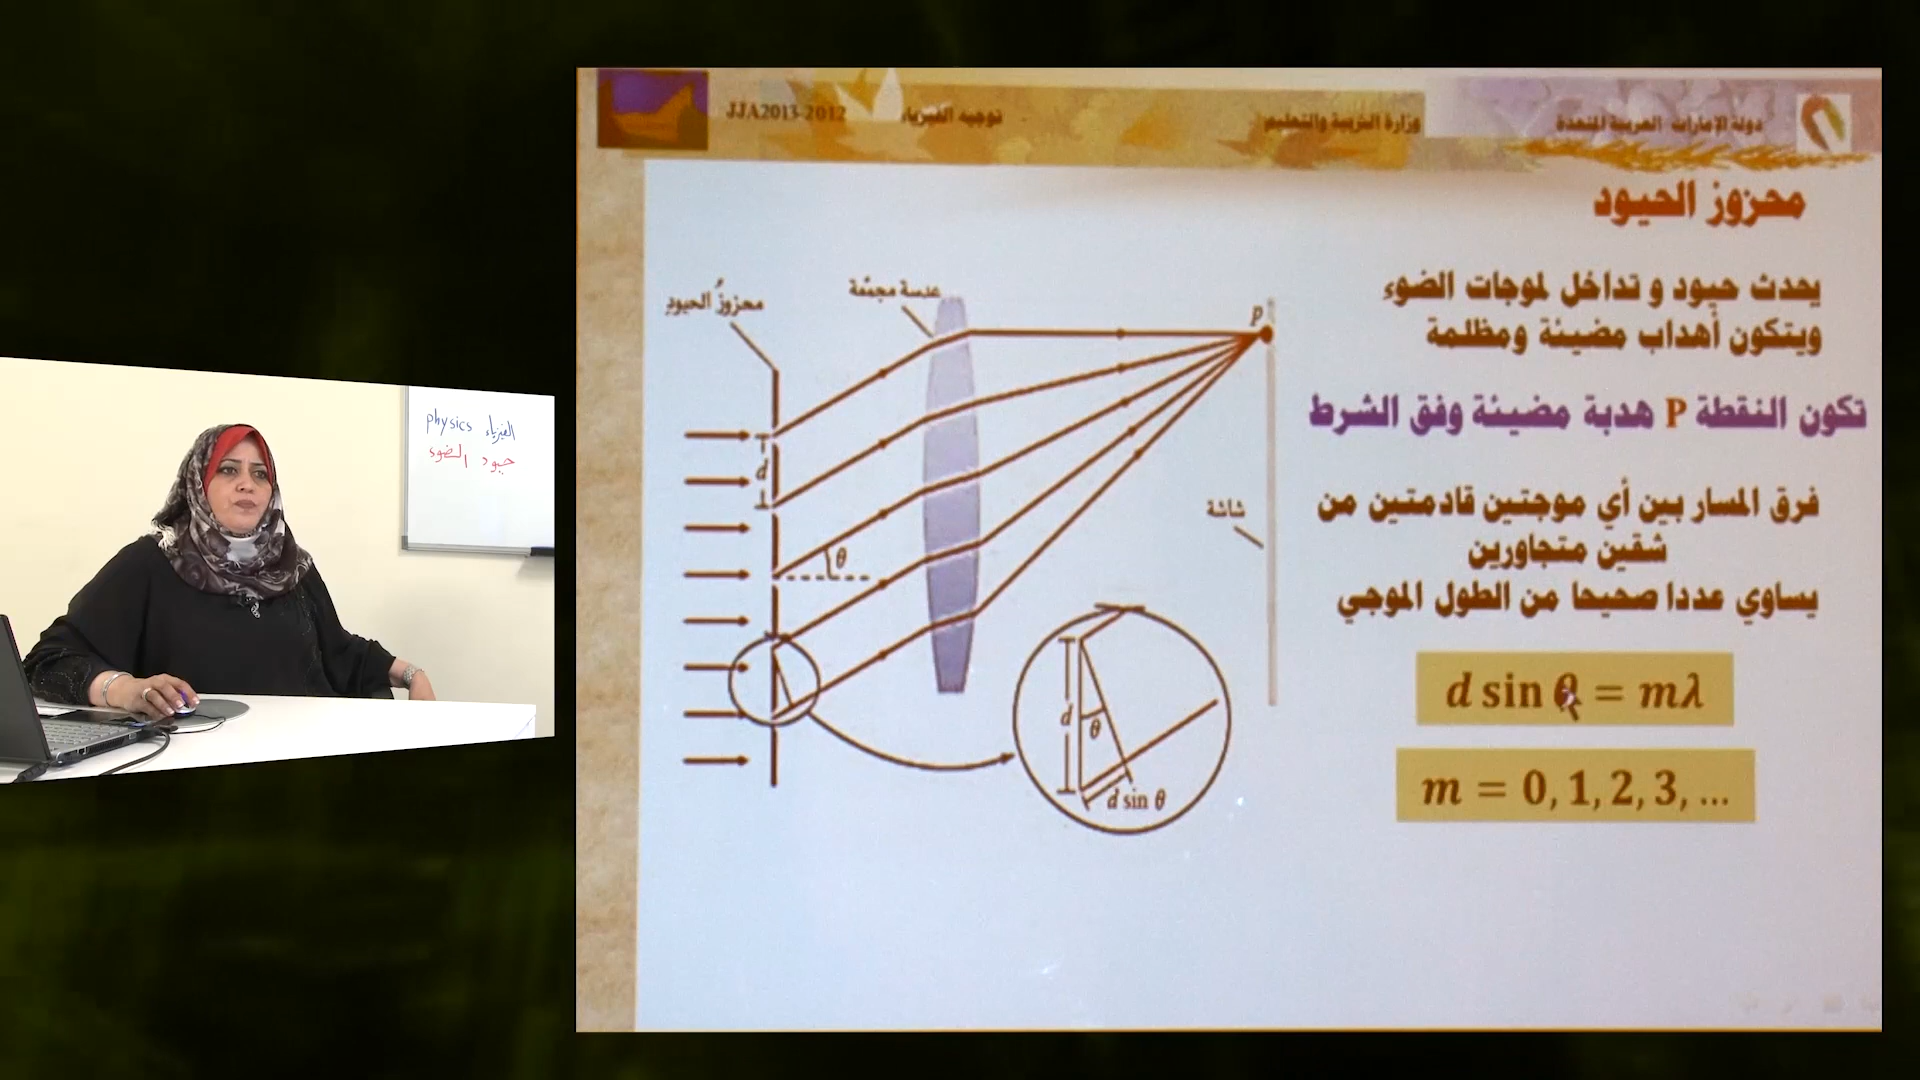 دولة الإمارات العربية المتحدة
وزارة التربية والتعليم
توجيه الفيزياء
JJA2013-2012
محزوز الحيود
يحدث حيود و تداخل لموجات الضوء
ويتكون أهداب مضيئة ومظلمة
تكون النقطة P هدبة مضيئة وفق الشرط
فرق المسار بين أي موجتين قادمتين من
شقين متجاورين
يساوي عددا صحيحا من الطول الموجي
d sin θ = mλ
m = 0, 1, 2, 3, ...
محزوزُ الحيودِ
عدسة مجمّعة
P
d
θ
شاشة
d
θ
d sin θ
الفيزياء physics
حيود الضوء